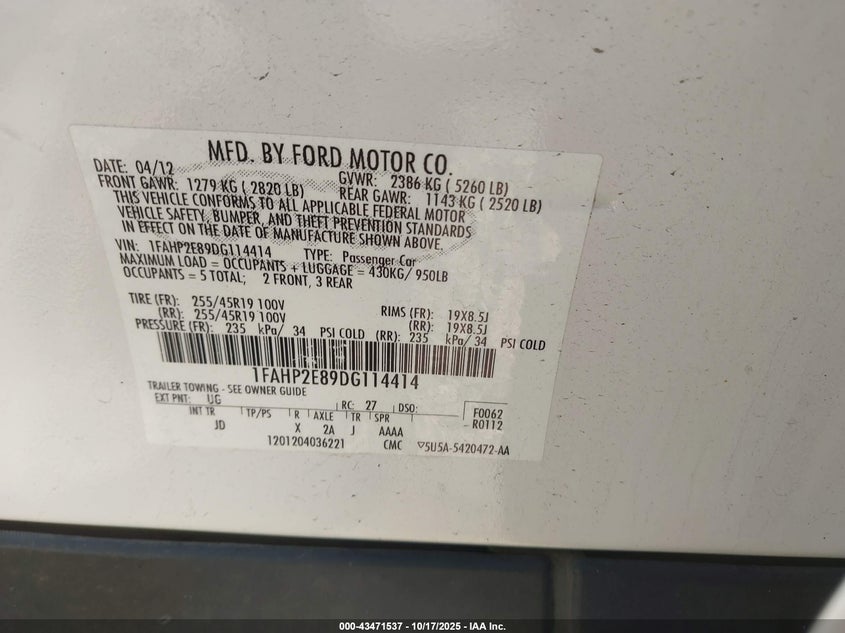 MFD. BY FORD MOTOR CO.
DATE: 04/12 GVWR: 2386 KG ( 5260 LB)
FRONT GAWR: 1279 KG ( 2820 LB) REAR GAWR: 1143 KG ( 2520 LB)
THIS VEHICLE CONFORMS TO ALL APPLICABLE FEDERAL MOTOR
VEHICLE SAFETY, BUMPER, AND THEFT PREVENTION STANDARDS
IN EFFECT ON THE DATE OF MANUFACTURE SHOWN ABOVE.
VIN: 1FAHP2E89DG114414 TYPE: Passenger Car
MAXIMUM LOAD = OCCUPANTS + LUGGAGE = 430KG/ 950LB
OCCUPANTS = 5 TOTAL; 2 FRONT, 3 REAR
TIRE (FR): 255/45R19 100V RIMS (FR): 19X8.5J
(RR): 255/45R19 100V (RR): 19X8.5J
PRESSURE (FR): 235 kPa/ 34 PSI COLD (RR): 235 kPa/ 34 PSI COLD
1FAHP2E89DG114414
TRAILER TOWING - SEE OWNER GUIDE
EXT PNT: UG RC: 27 DSO: F0062
INT TR TP/PS R AXLE TR SPR R0112
JD X 2A J AAAA
1201204036221 CMC ▽5U5A-5420472-AA
000-43471537 - 10/17/2025 - IAA Inc.